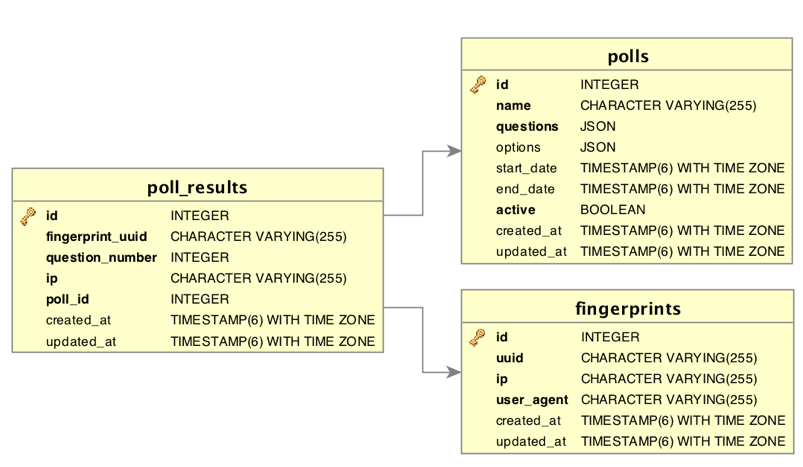 polls
id INTEGER
name CHARACTER VARYING(255)
questions JSON
options JSON
start_date TIMESTAMP(6) WITH TIME ZONE
end_date TIMESTAMP(6) WITH TIME ZONE
active BOOLEAN
created_at TIMESTAMP(6) WITH TIME ZONE
updated_at TIMESTAMP(6) WITH TIME ZONE
poll_results
id INTEGER
fingerprint_uuid CHARACTER VARYING(255)
question_number INTEGER
ip CHARACTER VARYING(255)
poll_id INTEGER
created_at TIMESTAMP(6) WITH TIME ZONE
updated_at TIMESTAMP(6) WITH TIME ZONE
fingerprints
id INTEGER
uuid CHARACTER VARYING(255)
ip CHARACTER VARYING(255)
user_agent CHARACTER VARYING(255)
created_at TIMESTAMP(6) WITH TIME ZONE
updated_at TIMESTAMP(6) WITH TIME ZONE